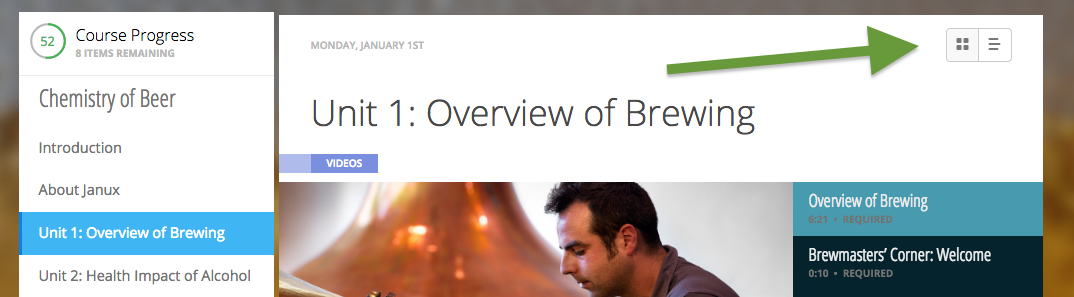 52
Course Progress
8 ITEMS REMAINING
Chemistry of Beer
Introduction
About Janux
Unit 1: Overview of Brewing
Unit 2: Health Impact of Alcohol
MONDAY, JANUARY 1ST
Unit 1: Overview of Brewing
VIDEOS
Overview of Brewing
6:21 • REQUIRED
Brewmasters’ Corner: Welcome
0:10 • REQUIRED